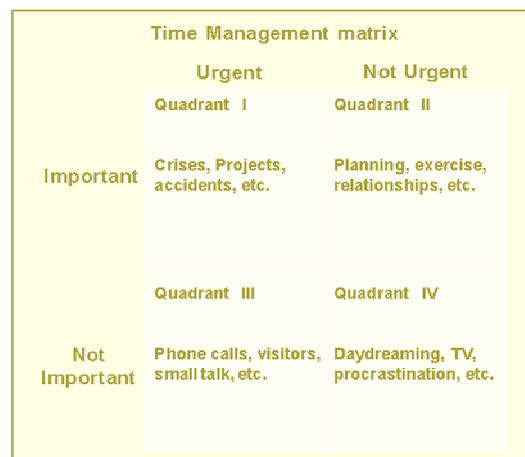 Time Management matrix
Urgent
Not Urgent
Important
Quadrant I
Crises, Projects,
accidents, etc.
Quadrant II
Planning, exercise,
relationships, etc.
Not
Important
Quadrant III
Phone calls, visitors,
small talk, etc.
Quadrant IV
Daydreaming, TV,
procrastination, etc.